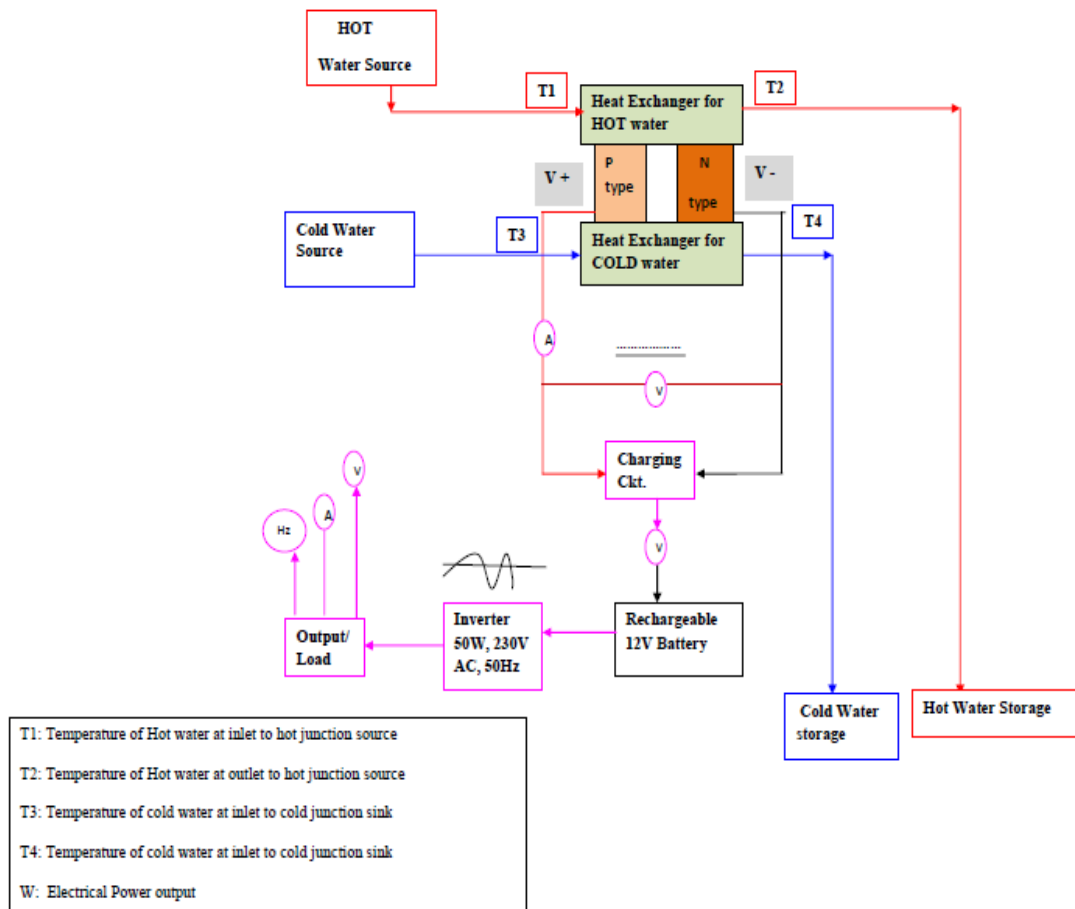 HOT
Water Source
T1
Heat Exchanger for
HOT water
T2
V +
P
type
N
type
V -
Cold Water
Source
T3
Heat Exchanger for
COLD water
T4
A
V
Charging
Ckt.
V
V
A
Hz
Output/
Load
Inverter
50W, 230V
AC, 50Hz
Rechargeable
12V Battery
Cold Water
storage
Hot Water Storage
T1: Temperature of Hot water at inlet to hot junction source
T2: Temperature of Hot water at outlet to hot junction source
T3: Temperature of cold water at inlet to cold junction sink
T4: Temperature of cold water at inlet to cold junction sink
W: Electrical Power output